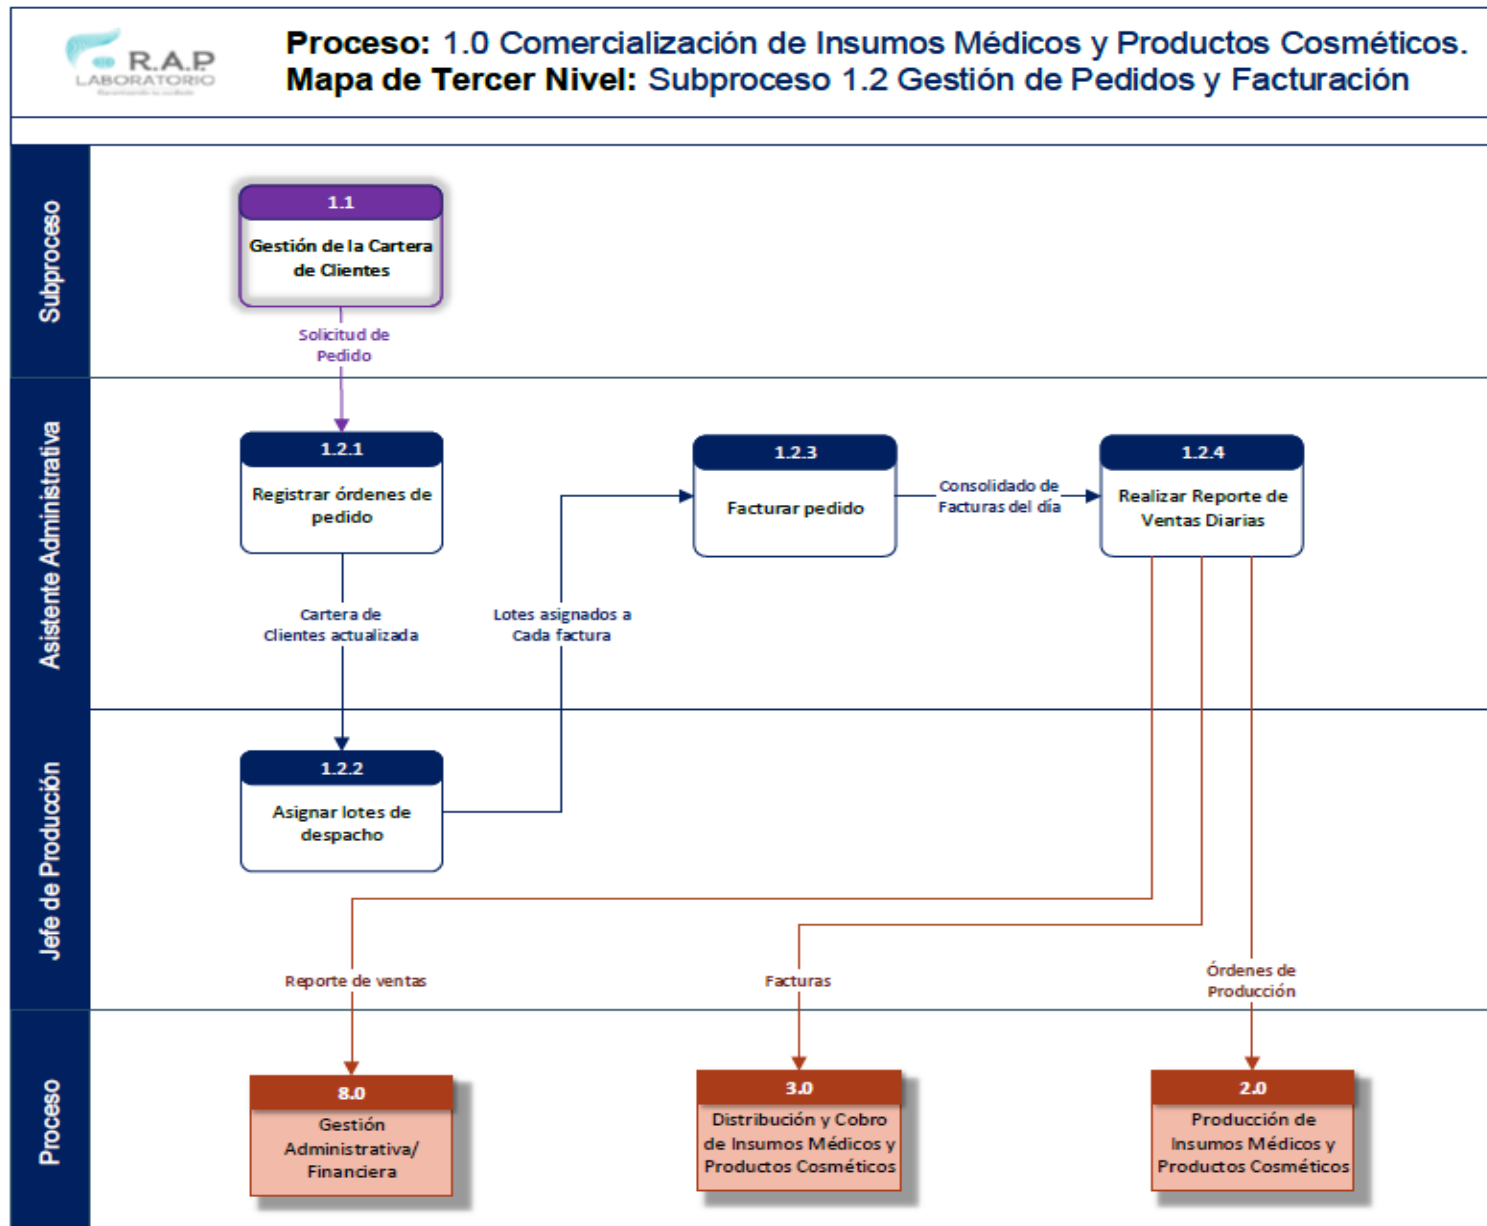 R.A.P
LABORATORIO
Proceso: 1.0 Comercialización de Insumos Médicos y Productos Cosméticos.
Mapa de Tercer Nivel: Subproceso 1.2 Gestión de Pedidos y Facturación
Subproceso
1.1
Gestión de la Cartera
de Clientes
Solicitud de
Pedido
Asistente Administrativa
1.2.1
Registrar órdenes de
pedido
1.2.3
Facturar pedido
Consolidado de
Facturas del día
1.2.4
Realizar Reporte de
Ventas Diarias
Cartera de
Clientes actualizada
Lotes asignados a
Cada factura
Jefe de Producción
1.2.2
Asignar lotes de
despacho
Reporte de ventas
Facturas
Órdenes de
Producción
Proceso
8.0
Gestión
Administrativa/
Financiera
3.0
Distribución y Cobro
de Insumos Médicos y
Productos Cosméticos
2.0
Producción de
Insumos Médicos y
Productos Cosméticos